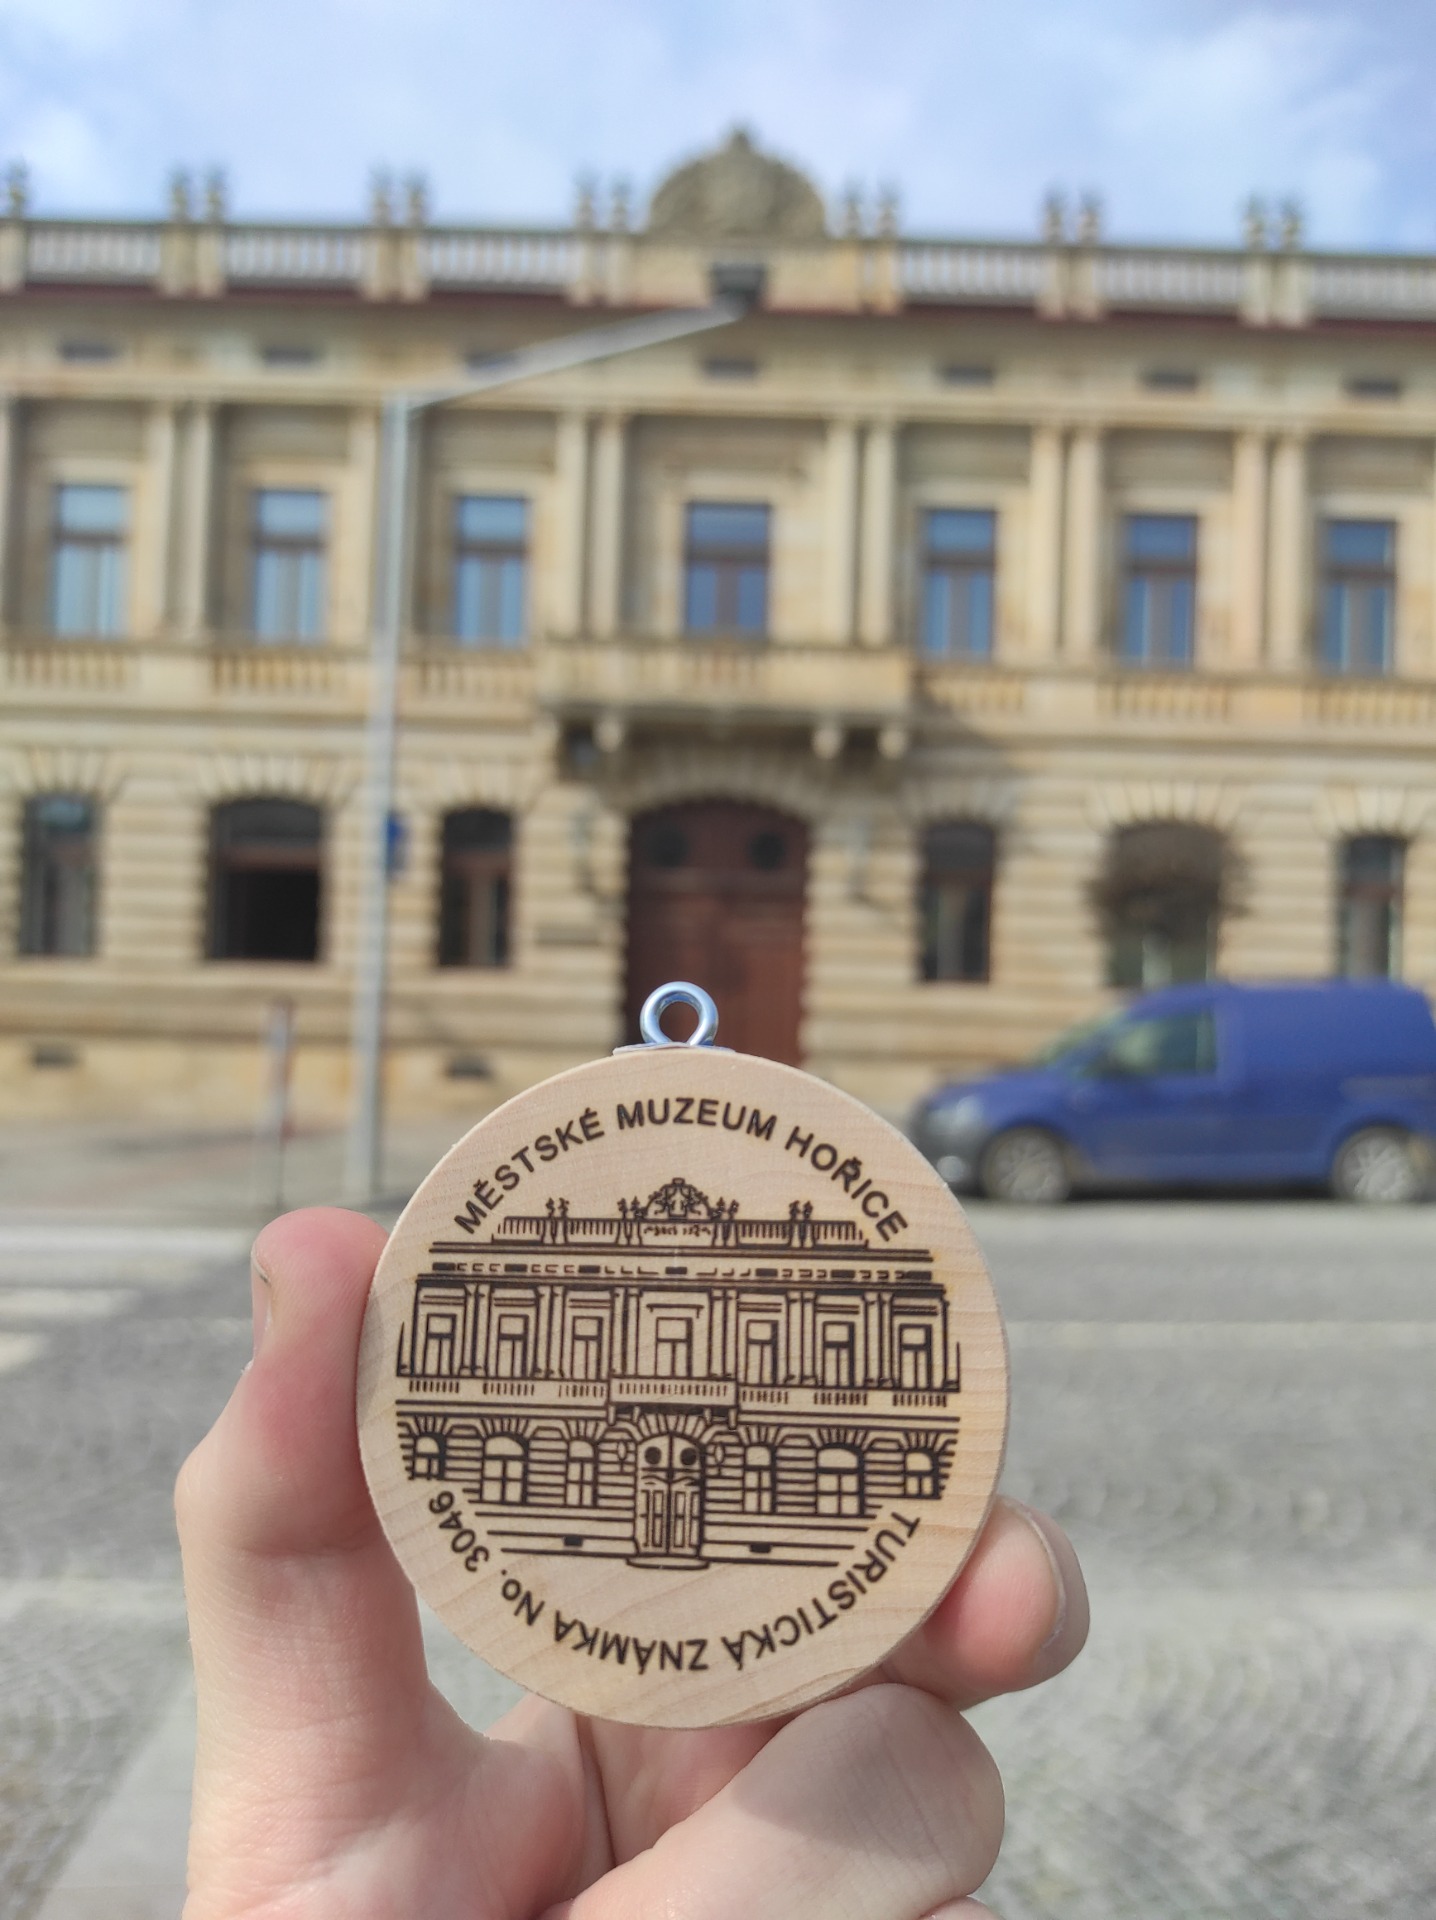 MĚSTSKÉ MUZEUM HOŘICE
TURISTICKÁ ZNÁMKA No. 3046